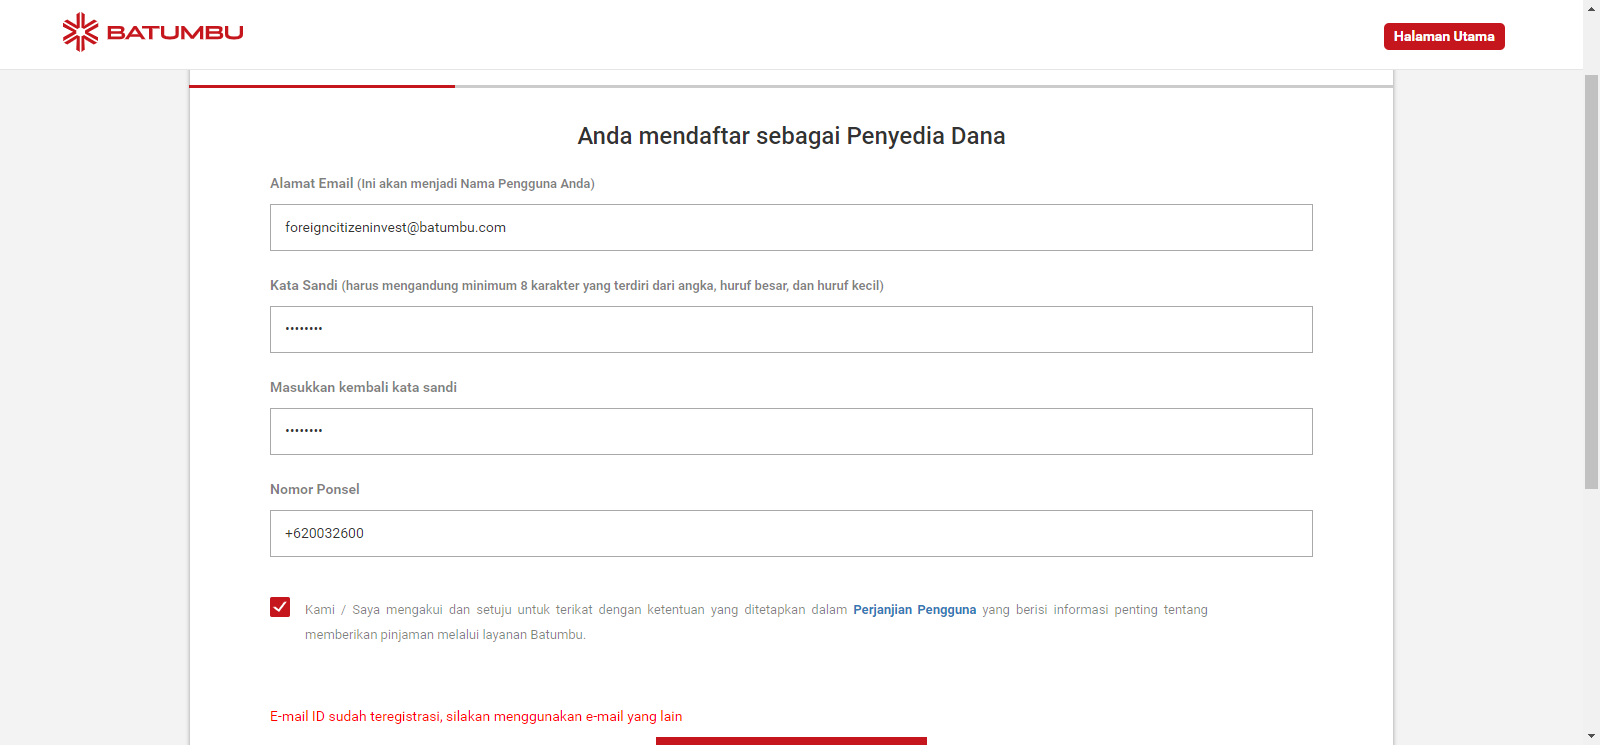 BATUMBU
Halaman Utama
Anda mendaftar sebagai Penyedia Dana
Alamat Email (Ini akan menjadi Nama Pengguna Anda)
foreigncitizeninvest@batumbu.com
Kata Sandi (harus mengandung minimum 8 karakter yang terdiri dari angka, huruf besar, dan huruf kecil)
••••••••
Masukkan kembali kata sandi
••••••••
Nomor Ponsel
+620032600
Kami / Saya mengakui dan setuju untuk terikat dengan ketentuan yang ditetapkan dalam Perjanjian Pengguna yang berisi informasi penting tentang
memberikan pinjaman melalui layanan Batumbu.
E-mail ID sudah teregistrasi, silakan menggunakan e-mail yang lain